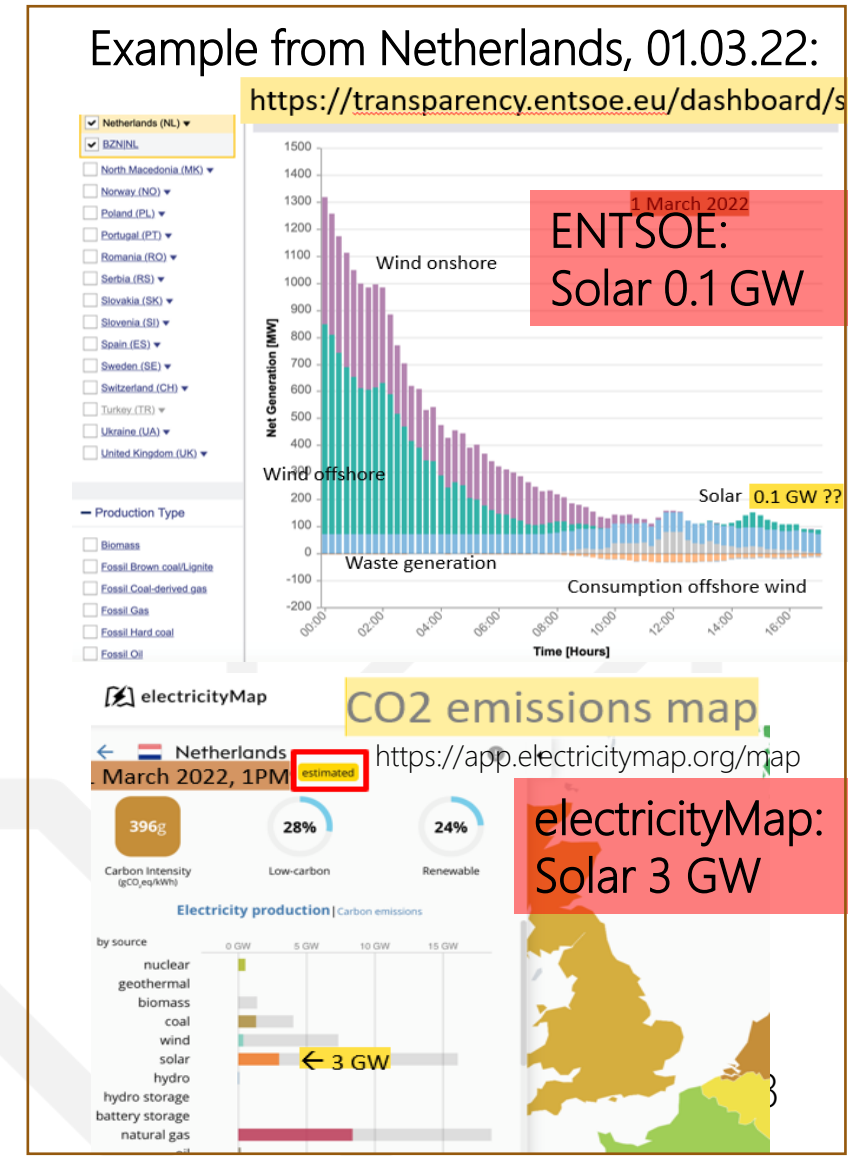 Example from Netherlands, 01.03.22:
https://transparency.entsoe.eu/dashboard/s
Netherlands (NL)
BZN|NL
North Macedonia (MK)
Norway (NO)
Poland (PL)
Portugal (PT)
Romania (RO)
Serbia (RS)
Slovakia (SK)
Slovenia (SI)
Spain (ES)
Sweden (SE)
Switzerland (CH)
Turkey (TR)
Ukraine (UA)
United Kingdom (UK)
Production Type
Biomass
Fossil Brown coal/Lignite
Fossil Coal-derived gas
Fossil Gas
Fossil Hard coal
Fossil Oil
Net Generation [MW]
1500
1400
1300
1200
1100
1000
900
800
700
600
500
400
300
200
100
0
-100
-200
1 March 2022
ENTSOE:
Solar 0.1 GW
Wind onshore
Wind offshore
Solar 0.1 GW ??
Waste generation
Consumption offshore wind
00:00 02:00 04:00 06:00 08:00 10:00 12:00 14:00 16:00
Time [Hours]
electricityMap
CO2 emissions map
https://app.electricitymap.org/map
Netherlands
1 March 2022, 1PM
estimated
electricityMap:
Solar 3 GW
396g 28% 24%
Carbon Intensity Low-carbon Renewable
(gCO₂eq/kWh)
Electricity production | Carbon emissions
by source 0 GW 5 GW 10 GW 15 GW
nuclear
geothermal
biomass
coal
wind
solar ← 3 GW
hydro
hydro storage
battery storage
natural gas
oil